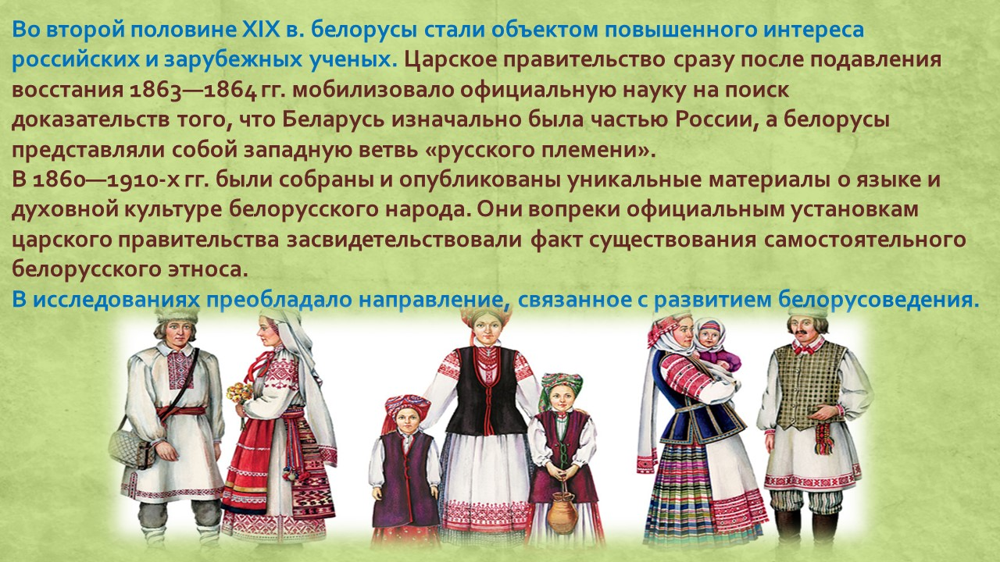 Во второй половине XIX в. белорусы стали объектом повышенного интереса
российских и зарубежных ученых. Царское правительство сразу после подавления
восстания 1863—1864 гг. мобилизовало официальную науку на поиск
доказательств того, что Беларусь изначально была частью России, а белорусы
представляли собой западную ветвь «русского племени».
В 1860—1910-х гг. были собраны и опубликованы уникальные материалы о языке и
духовной культуре белорусского народа. Они вопреки официальным установкам
царского правительства засвидетельствовали факт существования самостоятельного
белорусского этноса.
В исследованиях преобладало направление, связанное с развитием белорусоведения.